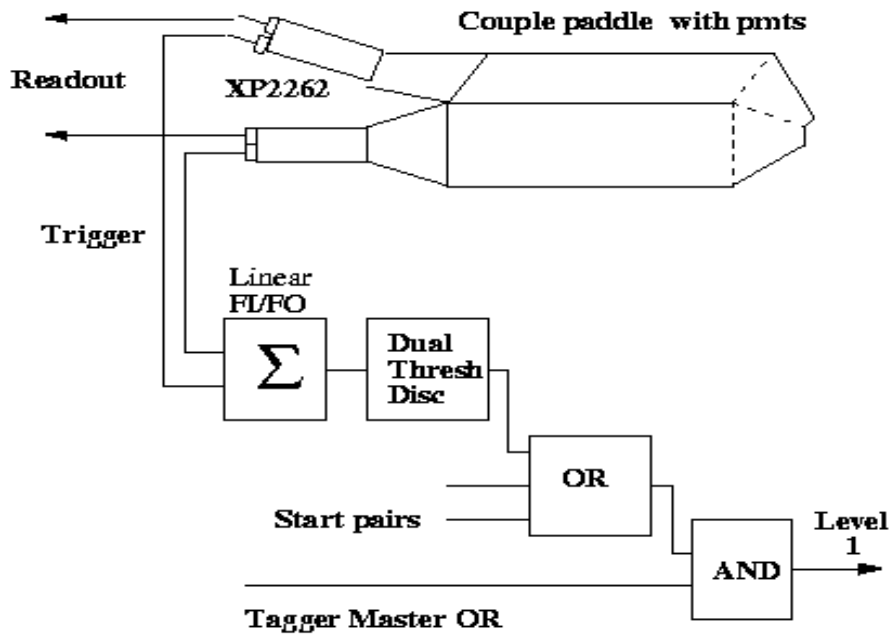 Couple paddle with pmts
Readout
XP2262
Trigger
Linear
FI/FO
Σ
Dual
Thresh
Disc
OR
Start pairs
Level
1
AND
Tagger Master OR